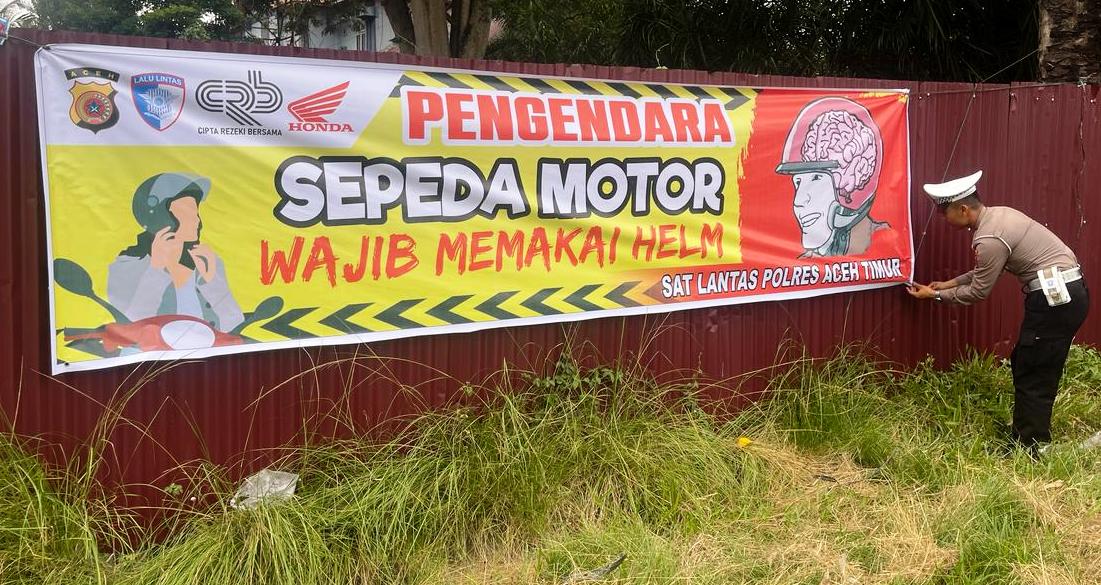 ACEH
LALU LINTAS
CRB
CIPTA REZEKI BERSAMA
HONDA
PENGENDARA
SEPEDA MOTOR
WAJIB MEMAKAI HELM
SAT LANTAS POLRES ACEH TIMUR